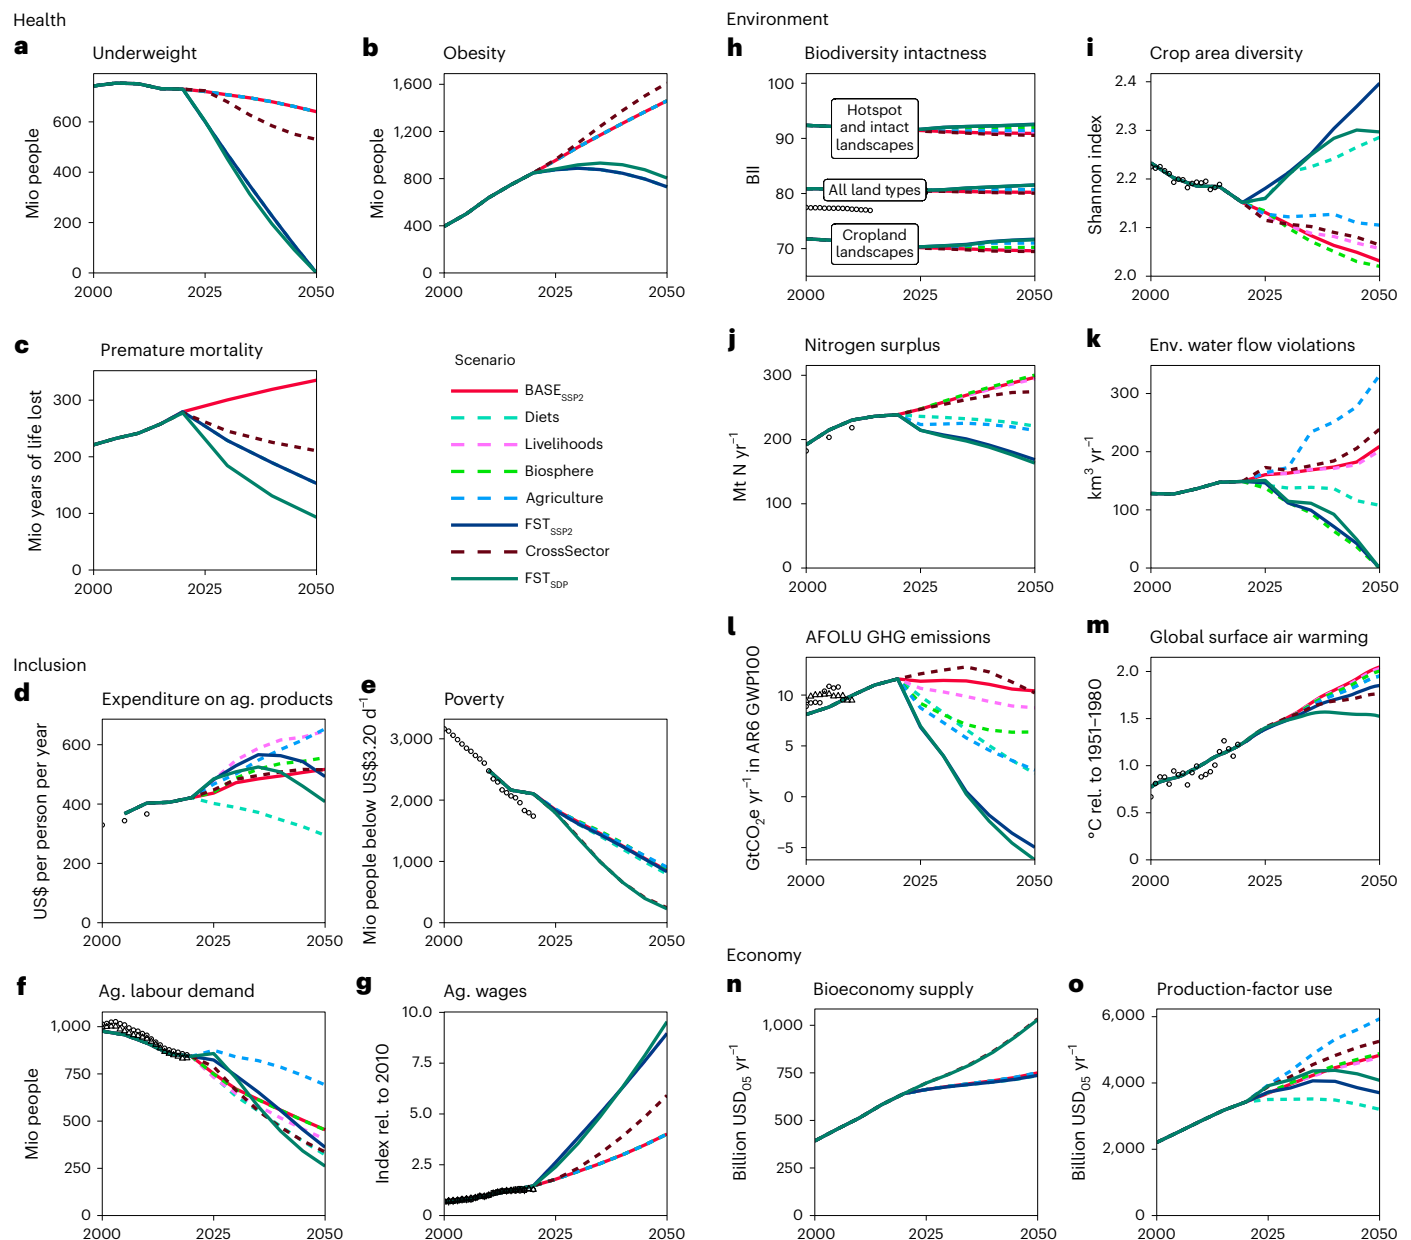 Health
a Underweight
Mio people
600
400
200
0
2000 2025 2050
b Obesity
Mio people
1,600
1,200
800
400
0
2000 2025 2050
c Premature mortality
Mio years of life lost
300
200
100
0
2000 2025 2050
Scenario
BASE_SSP2
Diets
Livelihoods
Biosphere
Agriculture
FST_SSP2
CrossSector
FST_SDP
Inclusion
d Expenditure on ag. products
US$ per person per year
600
400
200
0
2000 2025 2050
e Poverty
Mio people below US$3.20 d⁻¹
3,000
2,000
1,000
0
2000 2025 2050
f Ag. labour demand
Mio people
1,000
750
500
250
0
2000 2025 2050
g Ag. wages
Index rel. to 2010
10.0
7.5
5.0
2.5
0
2000 2025 2050
Environment
h Biodiversity intactness
BII
100
90
80
70
Hotspot
and intact
landscapes
All land types
Cropland
landscapes
2000 2025 2050
i Crop area diversity
Shannon index
2.4
2.3
2.2
2.1
2.0
2000 2025 2050
j Nitrogen surplus
Mt N yr⁻¹
300
200
100
0
2000 2025 2050
k Env. water flow violations
km³ yr⁻¹
300
200
100
0
2000 2025 2050
l AFOLU GHG emissions
GtCO₂e yr⁻¹ in AR6 GWP100
10
5
0
−5
2000 2025 2050
m Global surface air warming
°C rel. to 1951–1980
2.0
1.5
1.0
0.5
0
2000 2025 2050
Economy
n Bioeconomy supply
Billion USD₀₅ yr⁻¹
1,000
750
500
250
0
2000 2025 2050
o Production-factor use
Billion USD₀₅ yr⁻¹
6,000
4,000
2,000
0
2000 2025 2050